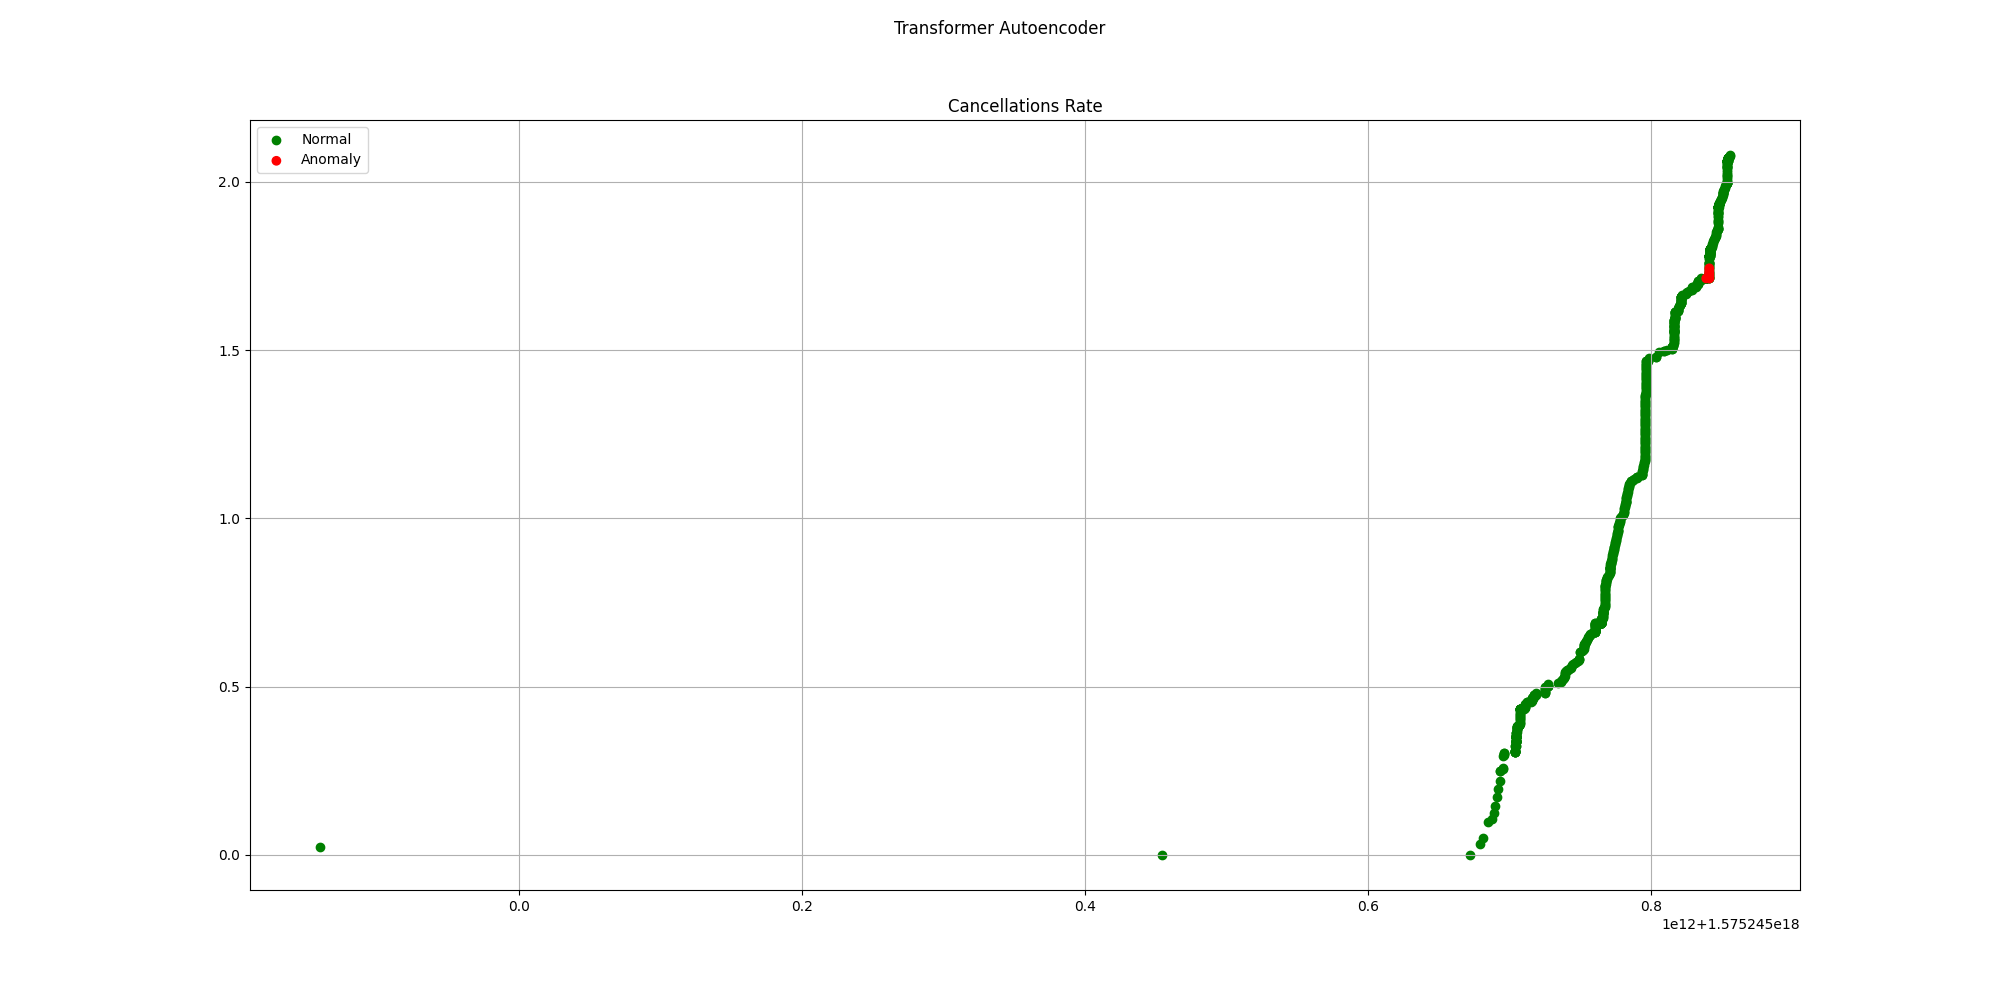 Transformer Autoencoder
Cancellations Rate
Normal
Anomaly
2.0
1.5
1.0
0.5
0.0
0.0 0.2 0.4 0.6 0.8
1e12+1.575245e18